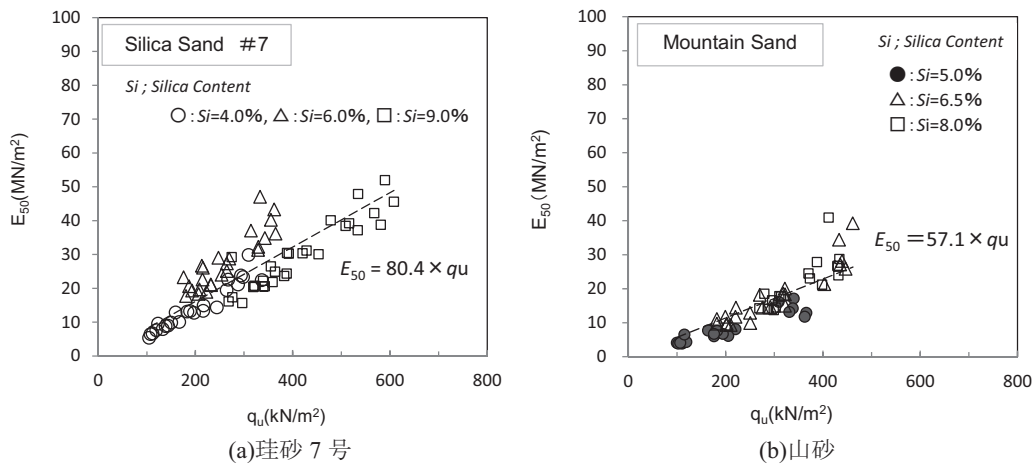 Silica Sand #7
Si ; Silica Content
○ : Si=4.0%, △ : Si=6.0%, □ : Si=9.0%
E50 = 80.4 × qu
E50(MN/m²)
100
90
80
70
60
50
40
30
20
10
0
0 200 400 600 800
qu(kN/m²)
(a)珪砂 7 号
Mountain Sand
Si ; Silica Content
● : Si=5.0%
△ : Si=6.5%
□ : Si=8.0%
E50 =57.1 × qu
E50(MN/m²)
100
90
80
70
60
50
40
30
20
10
0
0 200 400 600 800
qu(kN/m²)
(b)山砂